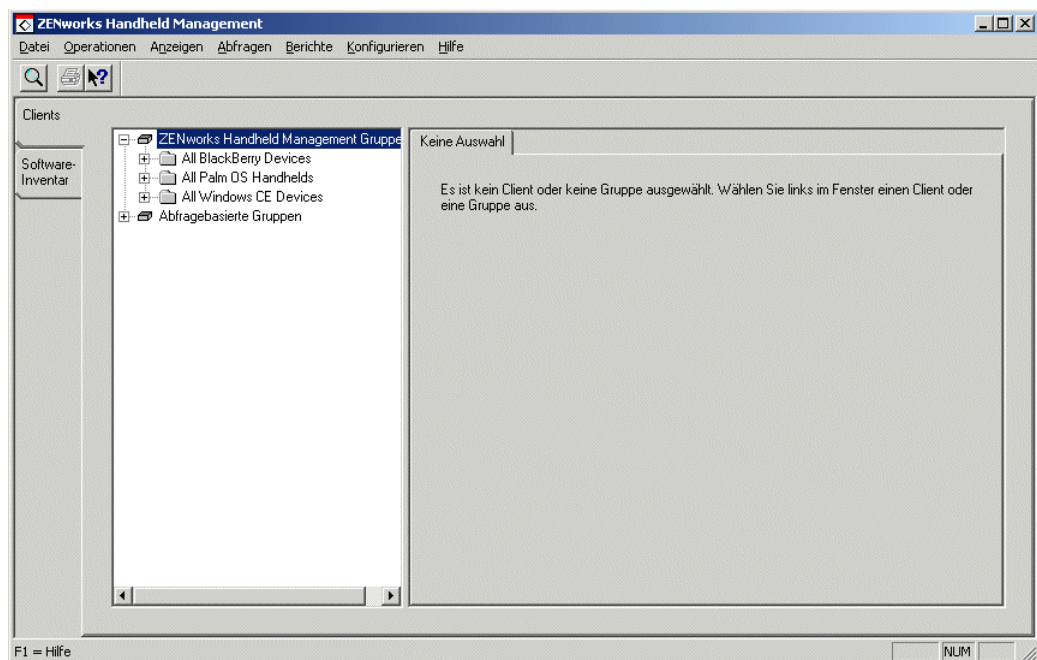 ZENworks Handheld Management
Datei Operationen Anzeigen Abfragen Berichte Konfigurieren Hilfe
Clients
Software-
Inventar
ZENworks Handheld Management Gruppe
All BlackBerry Devices
All Palm OS Handhelds
All Windows CE Devices
Abfragebasierte Gruppen
Keine Auswahl
Es ist kein Client oder keine Gruppe ausgewählt. Wählen Sie links im Fenster einen Client oder
eine Gruppe aus.
F1 = Hilfe
NUM